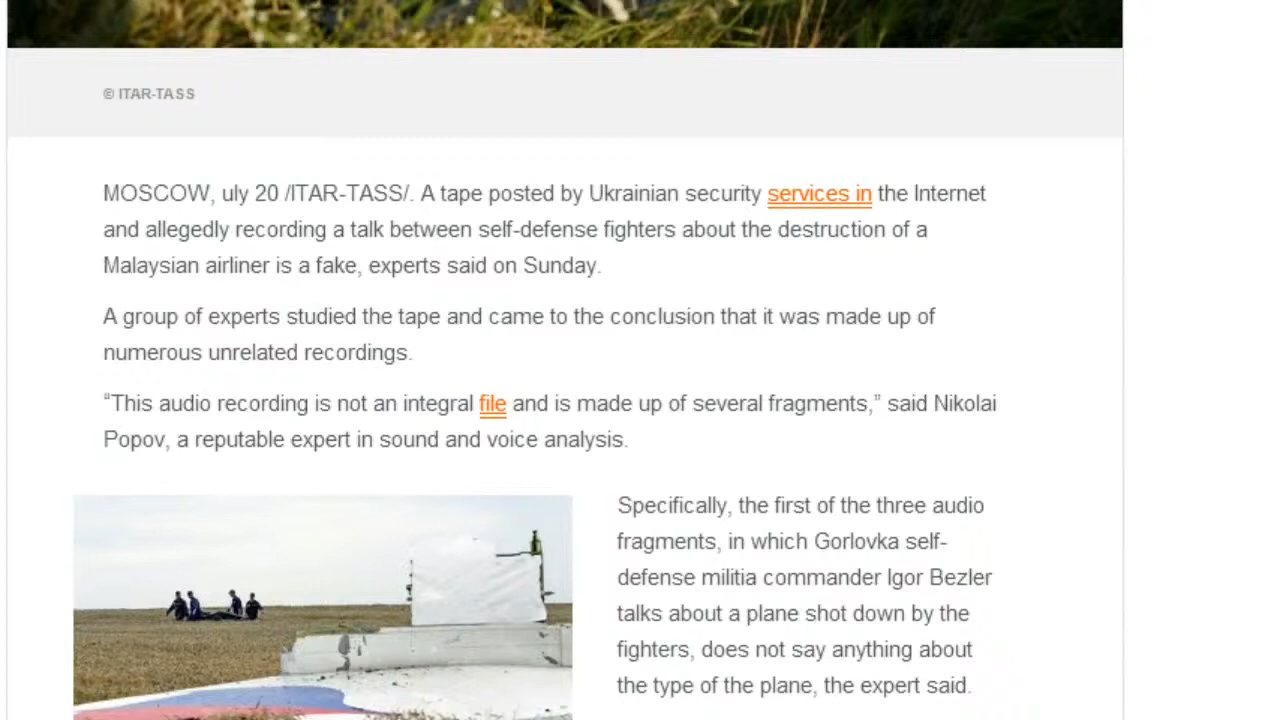 © ITAR-TASS
MOSCOW, uly 20 /ITAR-TASS/. A tape posted by Ukrainian security services in the Internet
and allegedly recording a talk between self-defense fighters about the destruction of a
Malaysian airliner is a fake, experts said on Sunday.
A group of experts studied the tape and came to the conclusion that it was made up of
numerous unrelated recordings.
“This audio recording is not an integral file and is made up of several fragments,” said Nikolai
Popov, a reputable expert in sound and voice analysis.
Specifically, the first of the three audio
fragments, in which Gorlovka self-
defense militia commander Igor Bezler
talks about a plane shot down by the
fighters, does not say anything about
the type of the plane, the expert said.